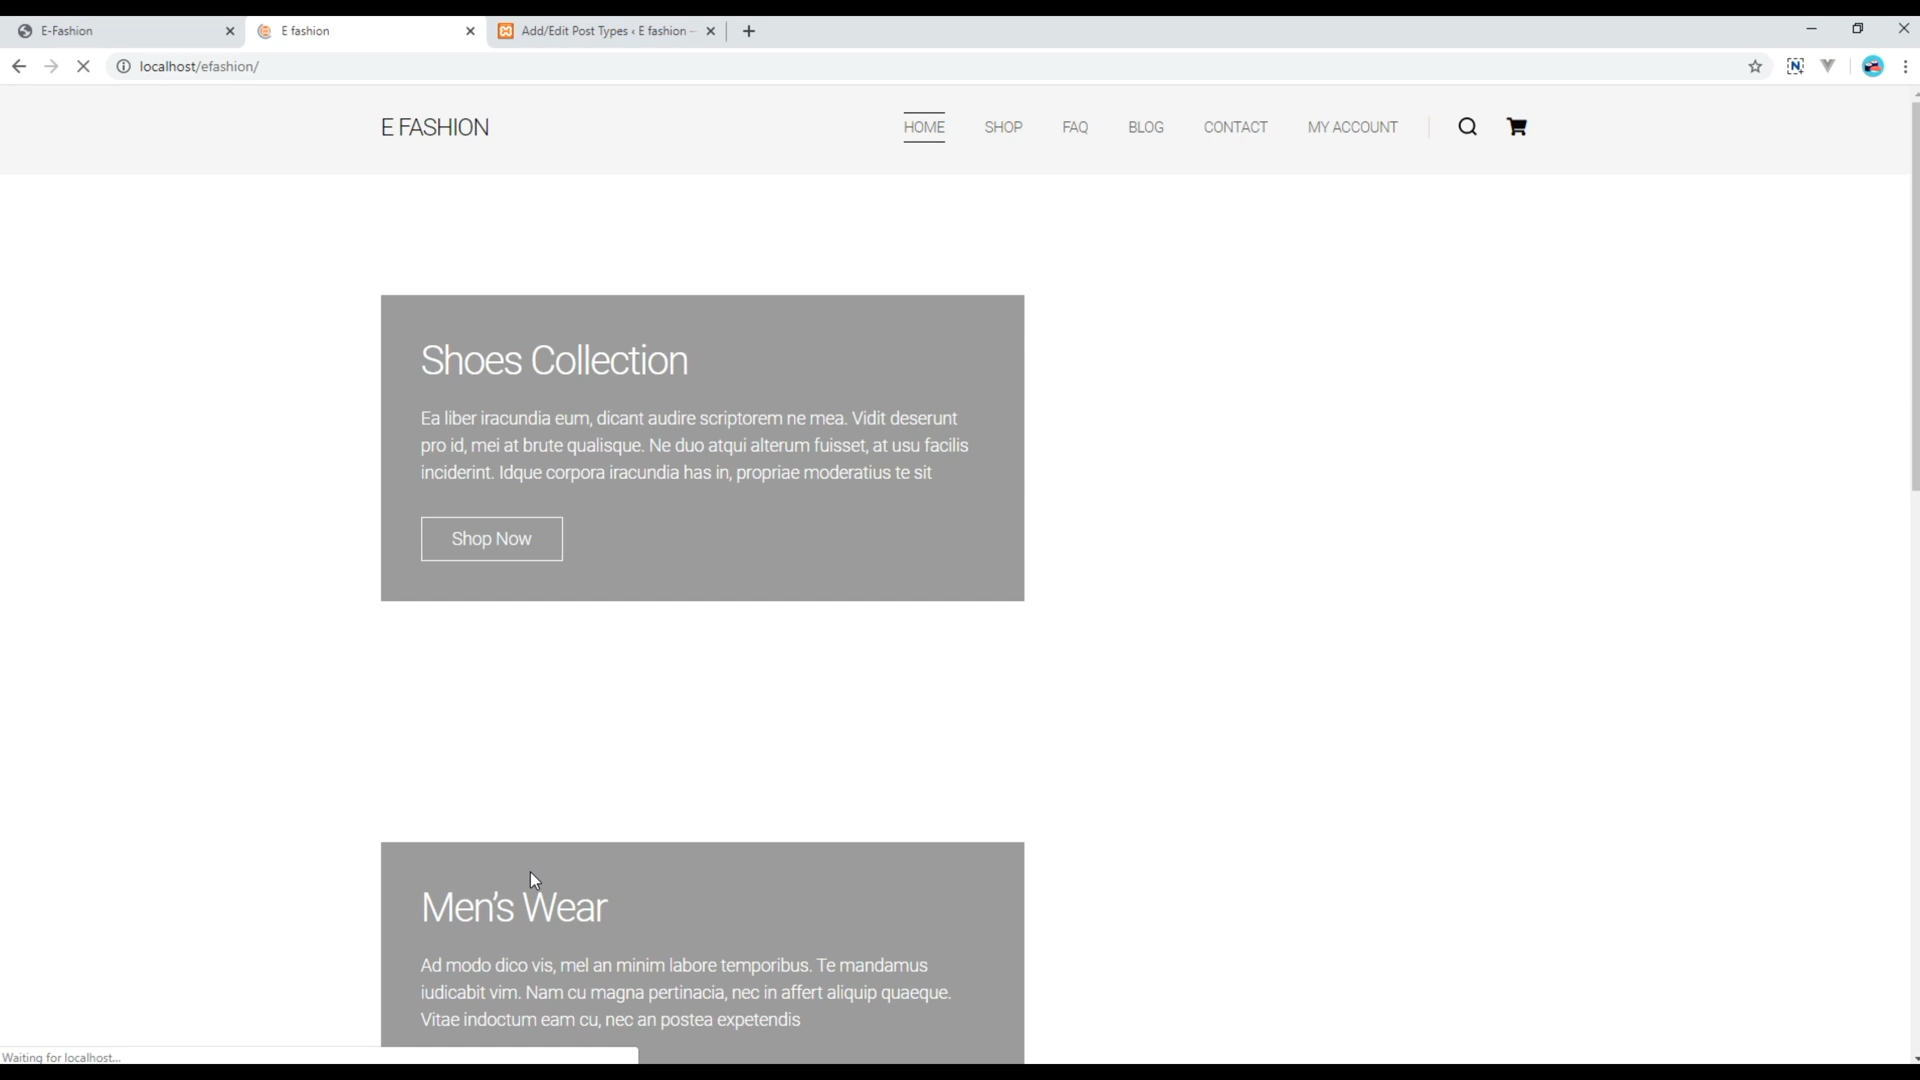 E-Fashion
E fashion
Add/Edit Post Types ‹ E fashion –
localhost/efashion/
E FASHION
HOME
SHOP
FAQ
BLOG
CONTACT
MY ACCOUNT
Shoes Collection
Ea liber iracundia eum, dicant audire scriptorem ne mea. Vidit deserunt
pro id, mei at brute qualisque. Ne duo atqui alterum fuisset, at usu facilis
inciderint. Idque corpora iracundia has in, propriae moderatius te sit
Shop Now
Men’s Wear
Ad modo dico vis, mel an minim labore temporibus. Te mandamus
iudicabit vim. Nam cu magna pertinacia, nec in affert aliquip quaeque.
Vitae indoctum eam cu, nec an postea expetendis
Waiting for localhost...